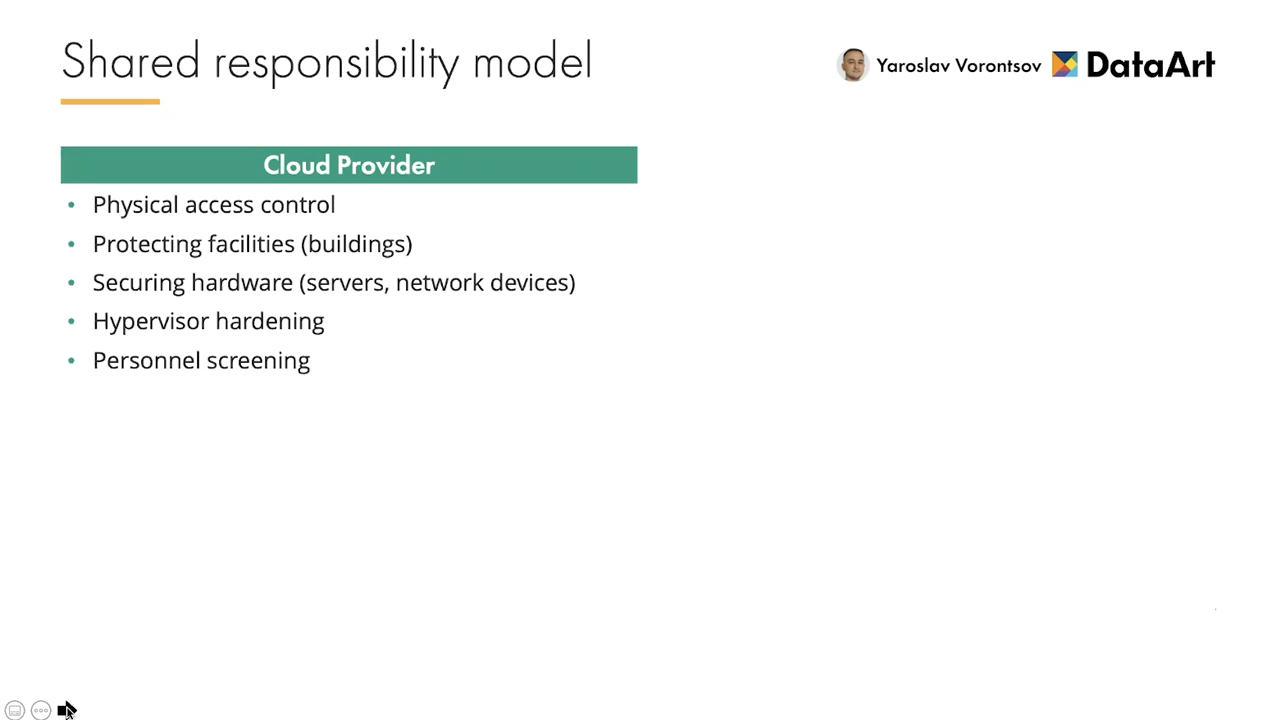 Shared responsibility model
Yaroslav Vorontsov DataArt
Cloud Provider
• Physical access control
• Protecting facilities (buildings)
• Securing hardware (servers, network devices)
• Hypervisor hardening
• Personnel screening